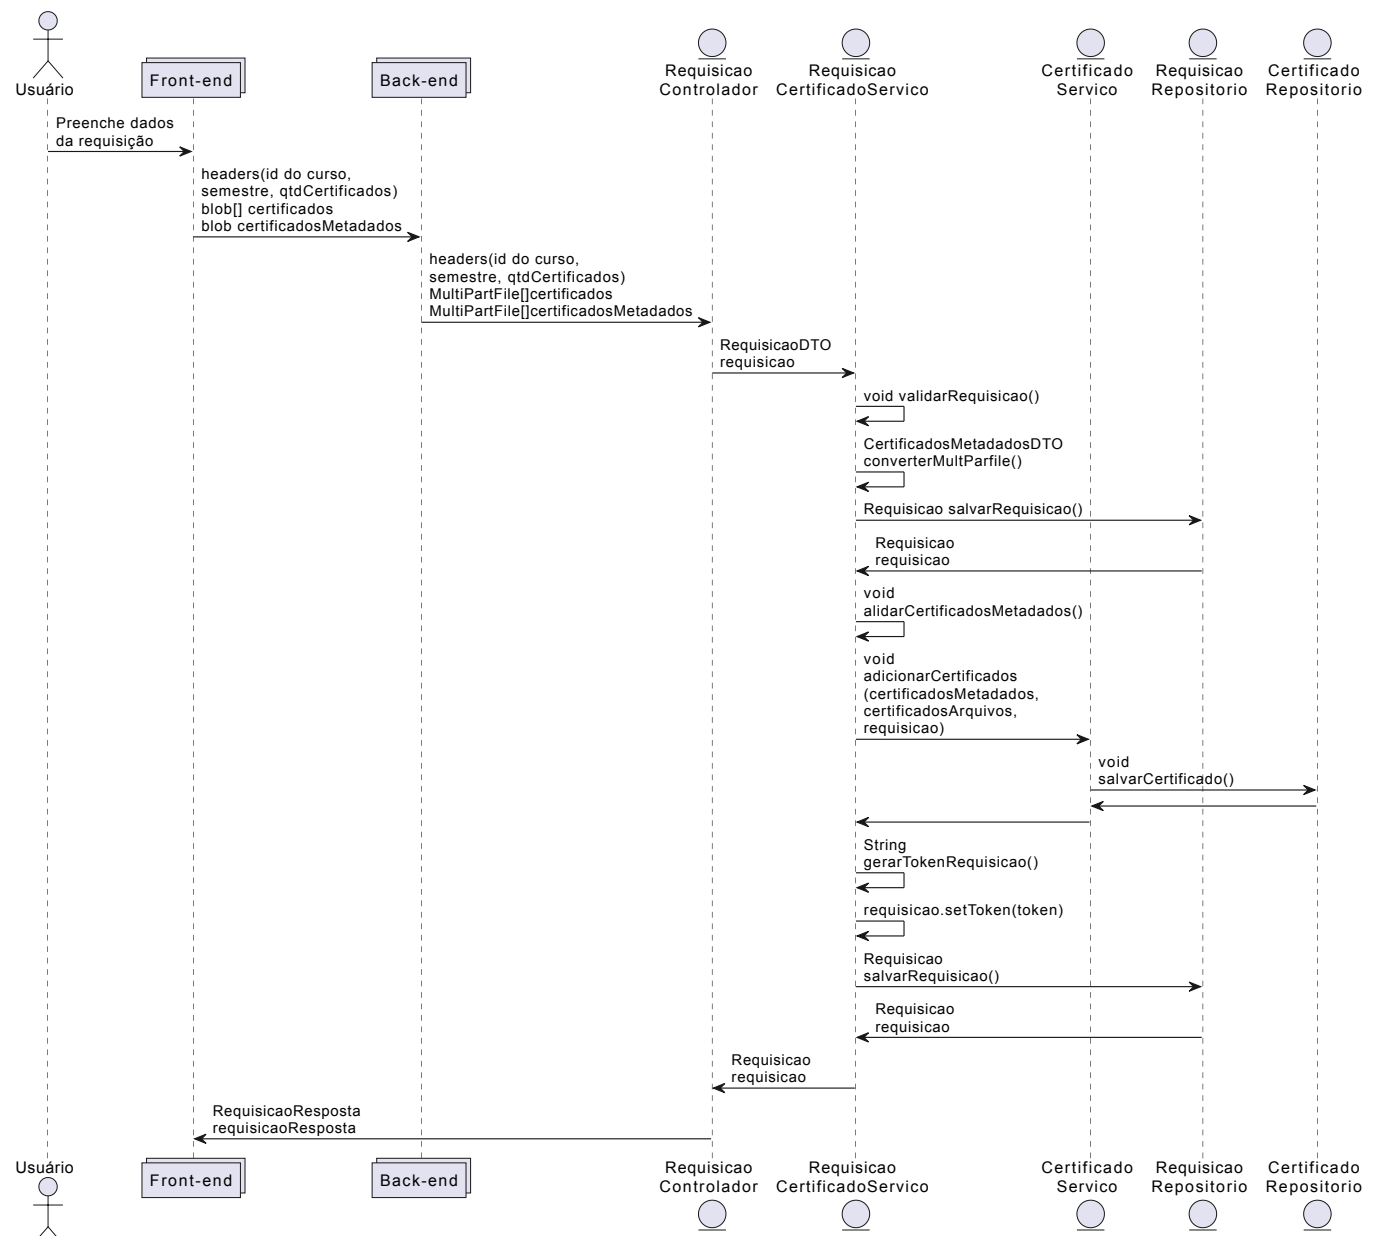 Usuário
Front-end
Back-end
Requisicao
Controlador
Requisicao
CertificadoServico
Certificado
Servico
Requisicao
Repositorio
Certificado
Repositorio
Preenche dados
da requisição
headers(id do curso,
semestre, qtdCertificados)
blob[] certificados
blob certificadosMetadados
headers(id do curso,
semestre, qtdCertificados)
MultiPartFile[]certificados
MultiPartFile[]certificadosMetadados
RequisicaoDTO
requisicao
void validarRequisicao()
CertificadosMetadadosDTO
converterMultParfile()
Requisicao salvarRequisicao()
Requisicao
requisicao
void
alidarCertificadosMetadados()
void
adicionarCertificados
(certificadosMetadados,
certificadosArquivos,
requisicao)
void
salvarCertificado()
String
gerarTokenRequisicao()
requisicao.setToken(token)
Requisicao
salvarRequisicao()
Requisicao
requisicao
Requisicao
requisicao
RequisicaoResposta
requisicaoResposta
Usuário
Front-end
Back-end
Requisicao
Controlador
Requisicao
CertificadoServico
Certificado
Servico
Requisicao
Repositorio
Certificado
Repositorio